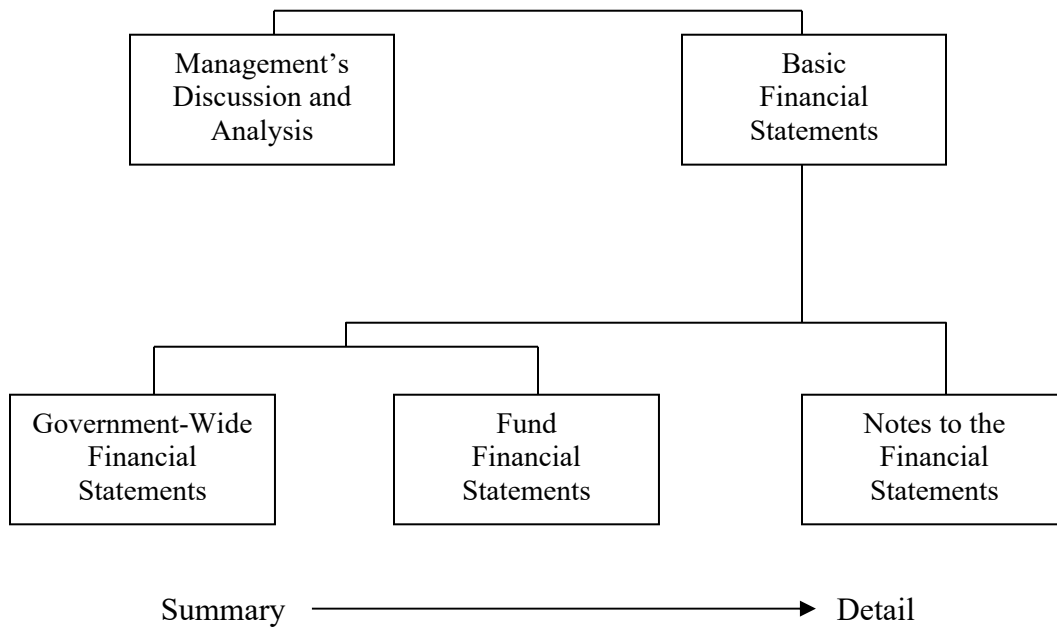 Management’s
Discussion and
Analysis
Basic
Financial
Statements
Government-Wide
Financial
Statements
Fund
Financial
Statements
Notes to the
Financial
Statements
Summary
Detail